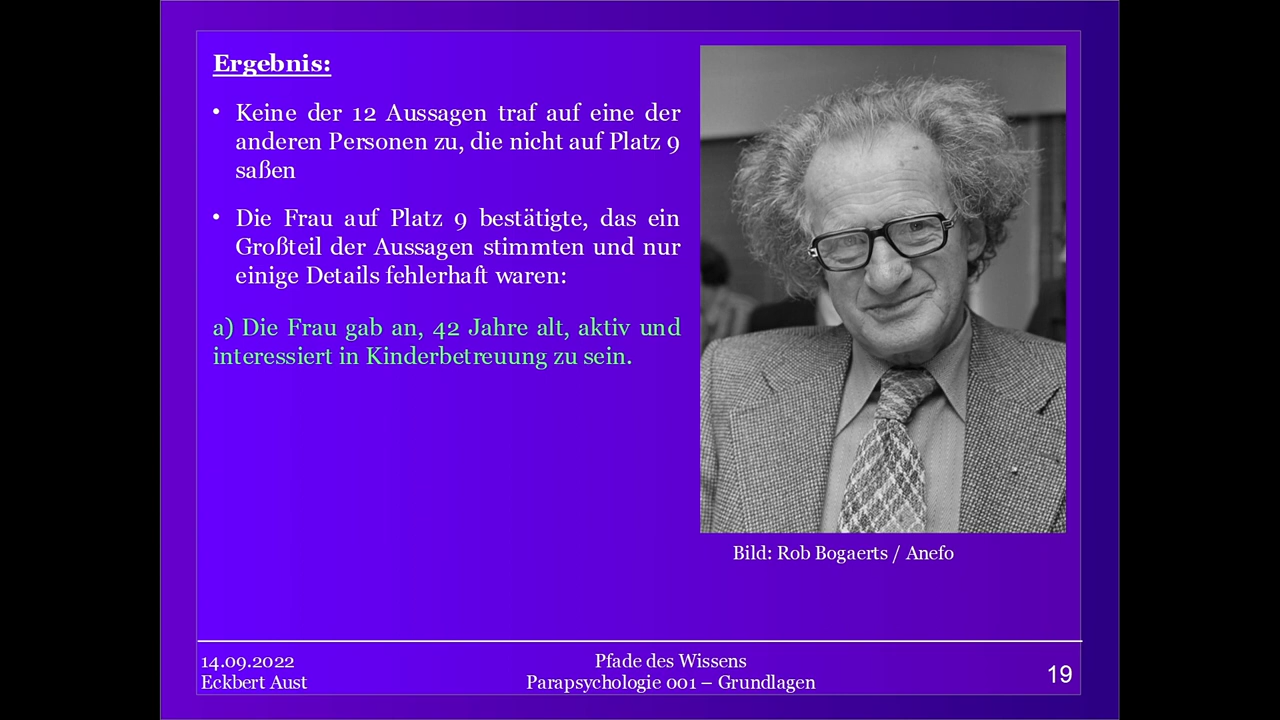 Ergebnis:
• Keine der 12 Aussagen traf auf eine der
anderen Personen zu, die nicht auf Platz 9
saßen
• Die Frau auf Platz 9 bestätigte, das ein
Großteil der Aussagen stimmten und nur
einige Details fehlerhaft waren:
a) Die Frau gab an, 42 Jahre alt, aktiv und
interessiert in Kinderbetreuung zu sein.
Bild: Rob Bogaerts / Anefo
14.09.2022
Eckbert Aust
Pfade des Wissens
Parapsychologie 001 – Grundlagen
19